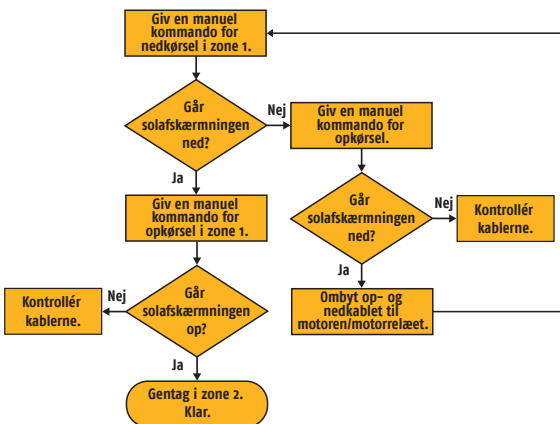 Giv en manuel
kommando for
nedkørsel i zone 1.
Går
solafskærmningen
ned?
Nej
Giv en manuel
kommando for
opkørsel.
Ja
Giv en manuel
kommando for
opkørsel i zone 1.
Går
solafskærmningen
ned?
Nej
Kontrollér
kablerne.
Ja
Ombyt op- og
nedkablet til
motoren/motorrelæet.
Går
solafskærmningen
op?
Nej
Kontrollér
kablerne.
Ja
Gentag i zone 2.
Klar.